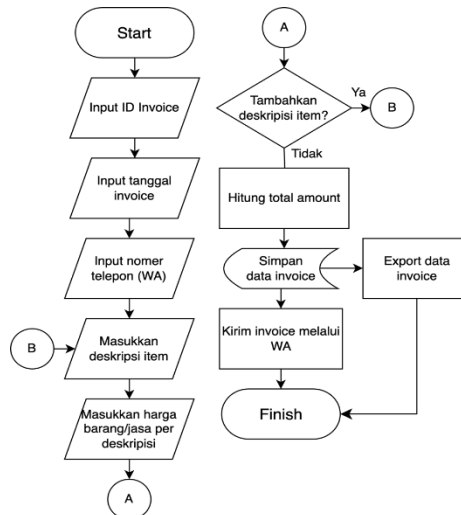 Start
Input ID Invoice
Input tanggal
invoice
Input nomer
telepon (WA)
B
Masukkan
deskripsi item
Masukkan harga
barang/jasa per
deskripisi
A
A
Tambahkan
deskripisi item?
Ya
B
Tidak
Hitung total amount
Simpan
data invoice
Export data
invoice
Kirim invoice melalui
WA
Finish